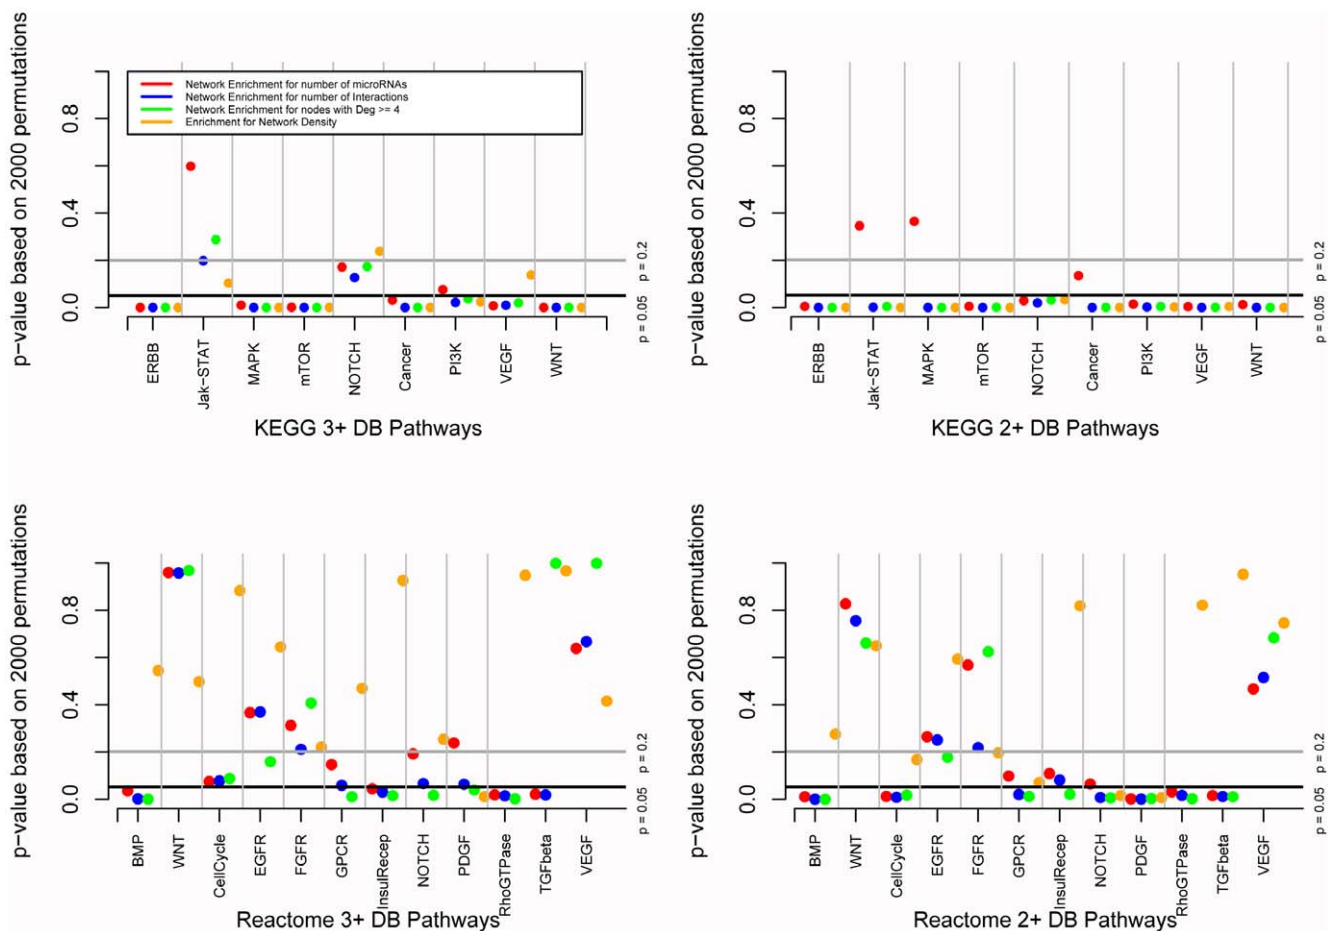 p-value based on 2000 permutations
0.8
0.4
0.0
Network Enrichment for number of microRNAs
Network Enrichment for number of Interactions
Network Enrichment for nodes with Deg >= 4
Enrichment for Network Density
p = 0.2
p = 0.05
ERBB
Jak-STAT
MAPK
mTOR
NOTCH
Cancer
PI3K
VEGF
WNT
KEGG 3+ DB Pathways
p-value based on 2000 permutations
0.8
0.4
0.0
p = 0.2
p = 0.05
ERBB
Jak-STAT
MAPK
mTOR
NOTCH
Cancer
PI3K
VEGF
WNT
KEGG 2+ DB Pathways
p-value based on 2000 permutations
0.8
0.4
0.0
p = 0.2
p = 0.05
BMP
WNT
CellCycle
EGFR
FGFR
GPCR
InsulRecep
NOTCH
PDGF
RhoGTPase
TGFbeta
VEGF
Reactome 3+ DB Pathways
p-value based on 2000 permutations
0.8
0.4
0.0
p = 0.2
p = 0.05
BMP
WNT
CellCycle
EGFR
FGFR
GPCR
InsulRecep
NOTCH
PDGF
RhoGTPase
TGFbeta
VEGF
Reactome 2+ DB Pathways